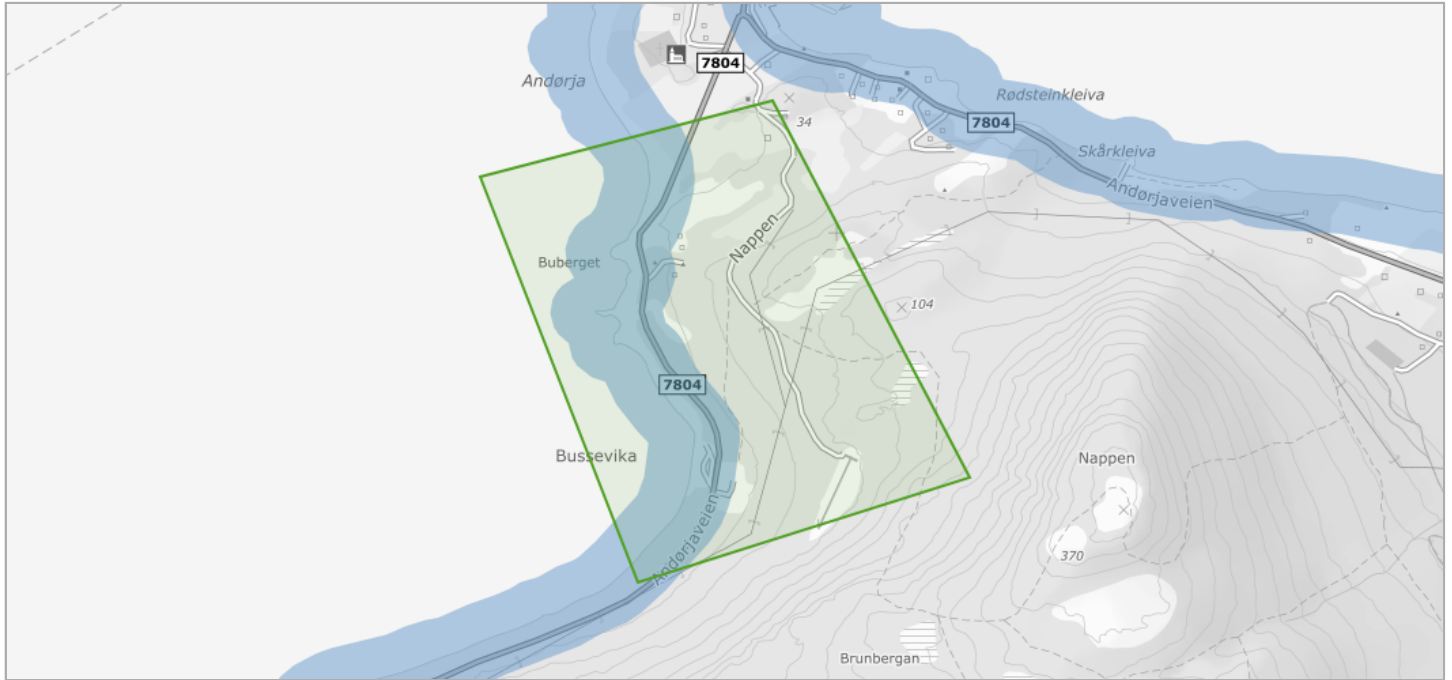 7804
Andørja
Rødsteinkleiva
34
7804
Skårkleiva
Andørjaveien
Nappen
Buberget
104
7804
Bussevika
Nappen
Andørjaveien
370
Brunbergan